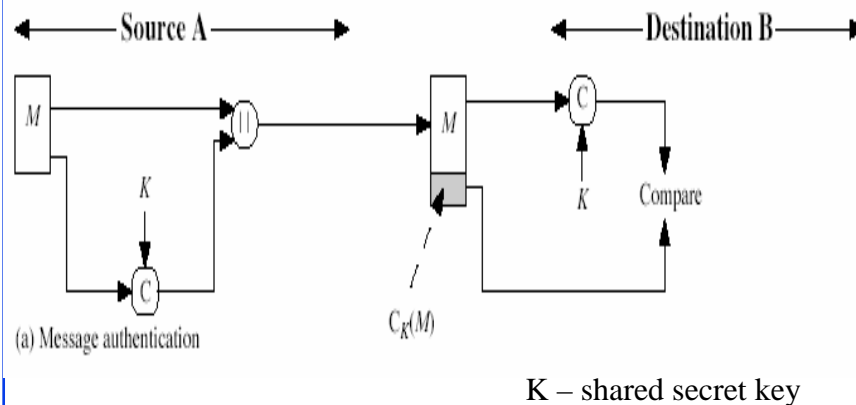 Source A
Destination B
M
||
M
C
K
K
Compare
C
C_K(M)
(a) Message authentication
K – shared secret key